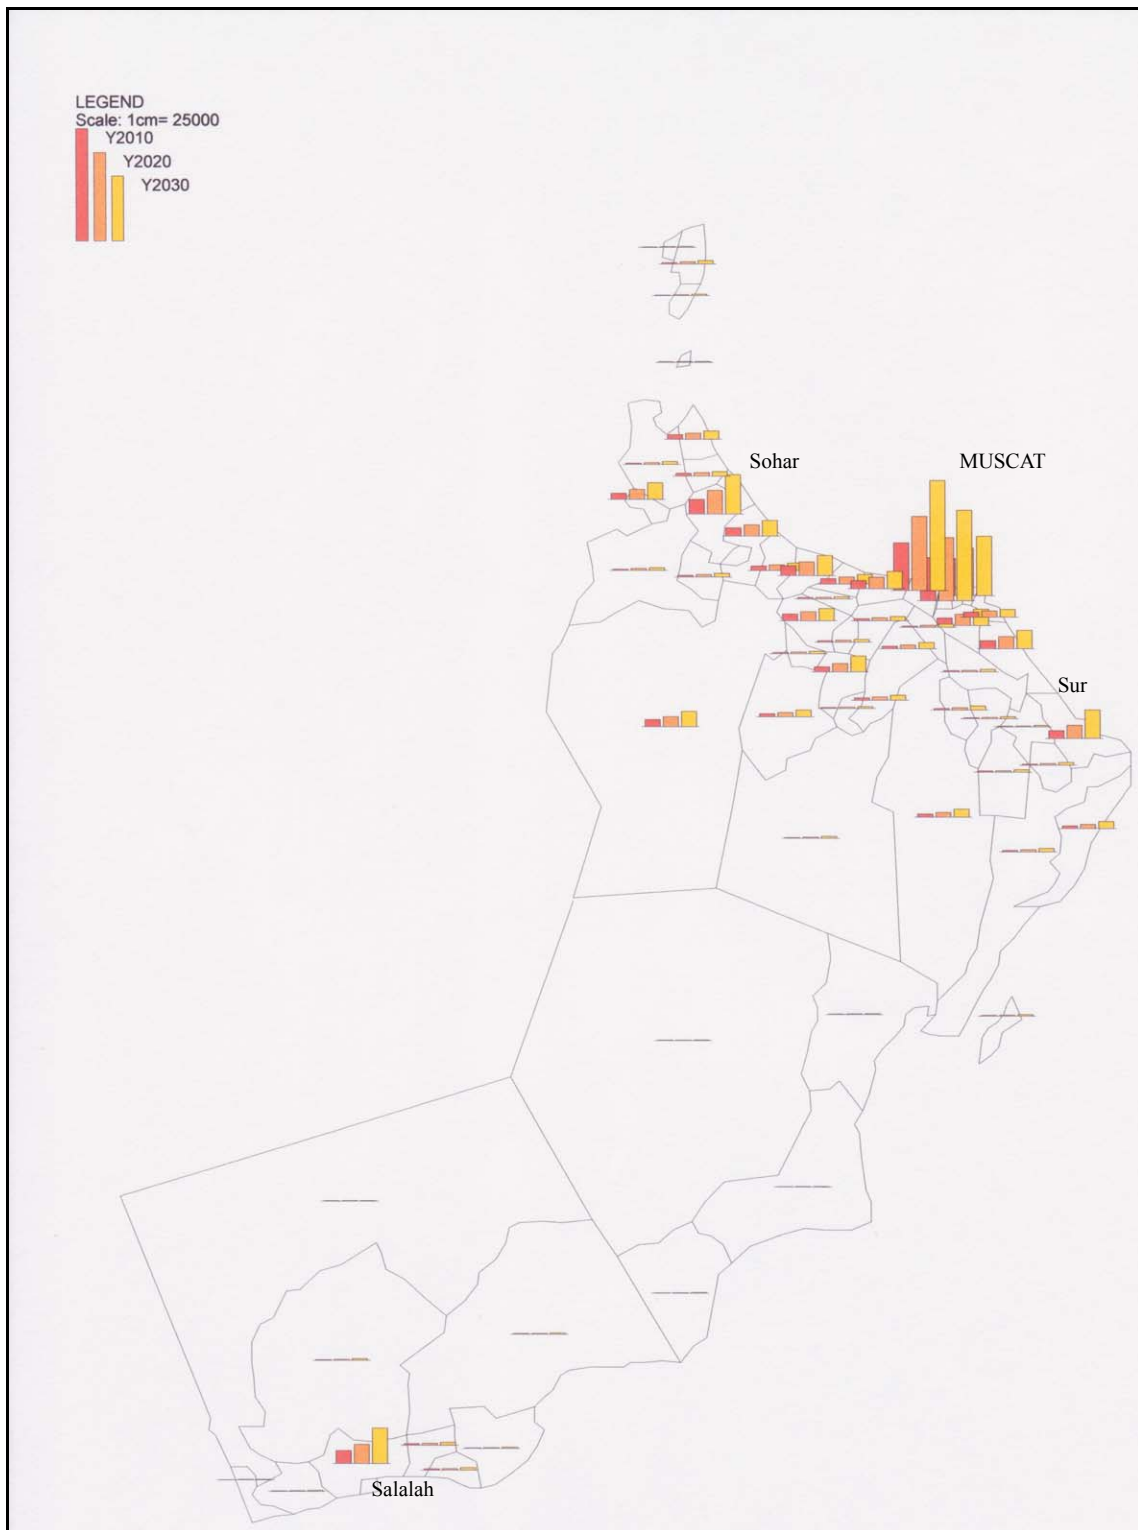 LEGEND
Scale: 1cm= 25000
Y2010
Y2020
Y2030
Sohar
MUSCAT
Sur
Salalah